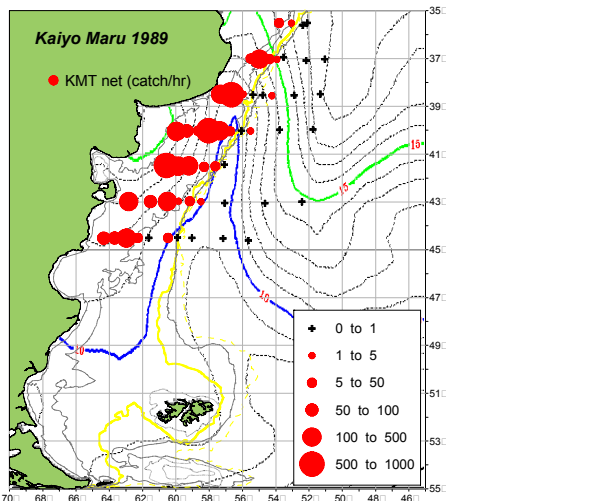 Kaiyo Maru 1989
KMT net (catch/hr)
35
37
39
41
43
45
47
49
51
53
55
15
15
10
10
0 to 1
1 to 5
5 to 50
50 to 100
100 to 500
500 to 1000
70 68 66 64 62 60 58 56 54 52 50 48 46